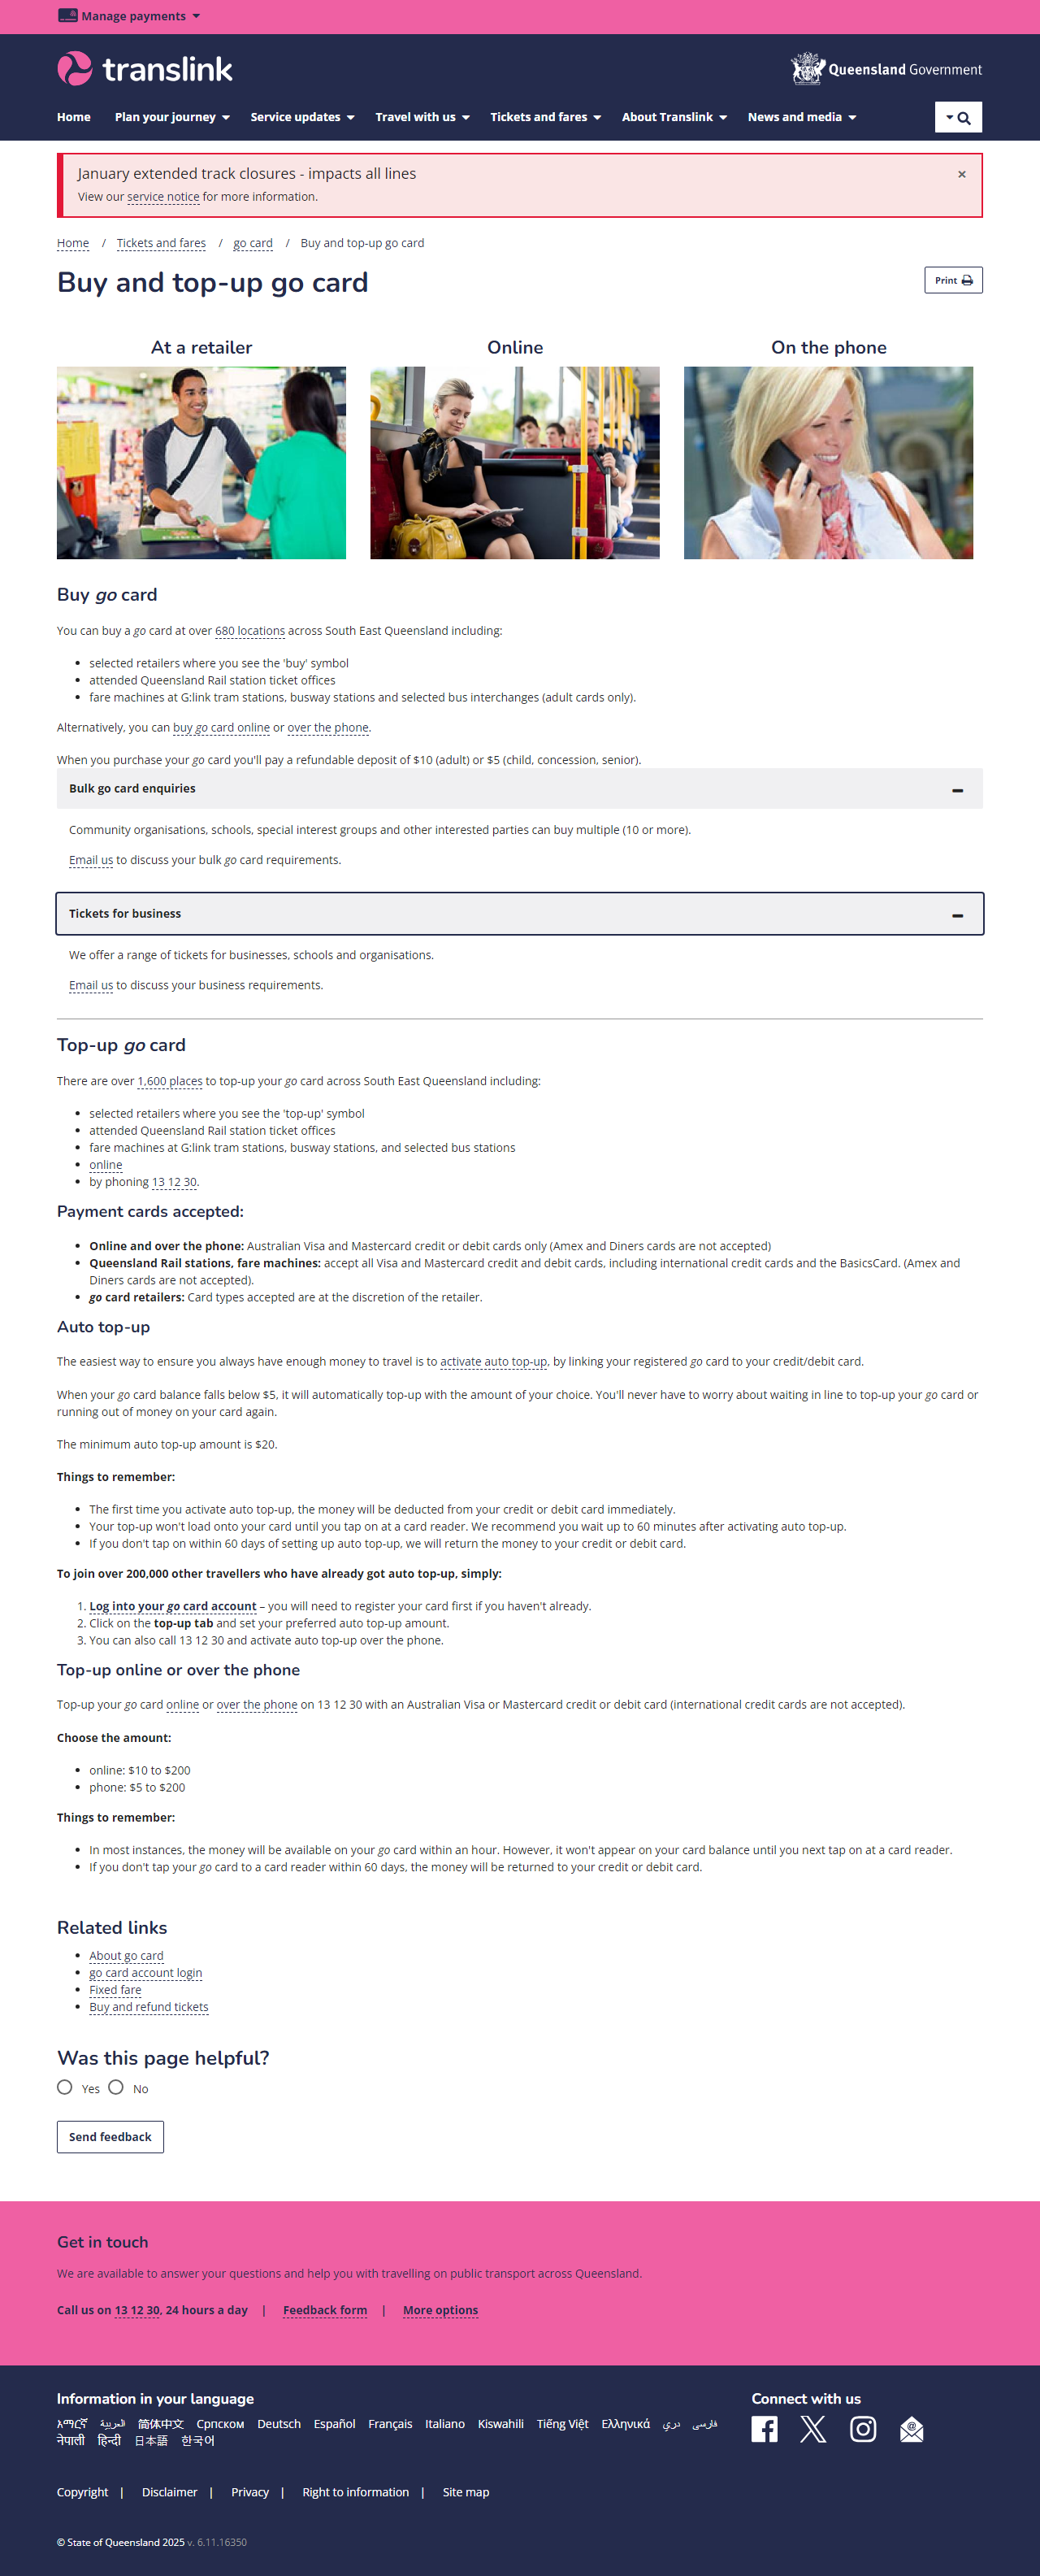 Manage payments
translink
Queensland Government
Home Plan your journey Service updates Travel with us Tickets and fares About Translink News and media
January extended track closures - impacts all lines
×
View our service notice for more information.
Home / Tickets and fares / go card / Buy and top-up go card
Buy and top-up go card
Print
At a retailer
Online
On the phone
Buy go card
You can buy a go card at over 680 locations across South East Queensland including:
• selected retailers where you see the 'buy' symbol
• attended Queensland Rail station ticket offices
• fare machines at G:link tram stations, busway stations and selected bus interchanges (adult cards only).
Alternatively, you can buy go card online or over the phone.
When you purchase your go card you'll pay a refundable deposit of $10 (adult) or $5 (child, concession, senior).
Bulk go card enquiries
Community organisations, schools, special interest groups and other interested parties can buy multiple (10 or more).
Email us to discuss your bulk go card requirements.
Tickets for business
We offer a range of tickets for businesses, schools and organisations.
Email us to discuss your business requirements.
Top-up go card
There are over 1,600 places to top-up your go card across South East Queensland including:
• selected retailers where you see the 'top-up' symbol
• attended Queensland Rail station ticket offices
• fare machines at G:link tram stations, busway stations, and selected bus stations
• online
• by phoning 13 12 30.
Payment cards accepted:
• Online and over the phone: Australian Visa and Mastercard credit or debit cards only (Amex and Diners cards are not accepted)
• Queensland Rail stations, fare machines: accept all Visa and Mastercard credit and debit cards, including international credit cards and the BasicsCard. (Amex and
Diners cards are not accepted).
• go card retailers: Card types accepted are at the discretion of the retailer.
Auto top-up
The easiest way to ensure you always have enough money to travel is to activate auto top-up, by linking your registered go card to your credit/debit card.
When your go card balance falls below $5, it will automatically top-up with the amount of your choice. You'll never have to worry about waiting in line to top-up your go card or
running out of money on your card again.
The minimum auto top-up amount is $20.
Things to remember:
• The first time you activate auto top-up, the money will be deducted from your credit or debit card immediately.
• Your top-up won't load onto your card until you tap on at a card reader. We recommend you wait up to 60 minutes after activating auto top-up.
• If you don't tap on within 60 days of setting up auto top-up, we will return the money to your credit or debit card.
To join over 200,000 other travellers who have already got auto top-up, simply:
1. Log into your go card account – you will need to register your card first if you haven't already.
2. Click on the top-up tab and set your preferred auto top-up amount.
3. You can also call 13 12 30 and activate auto top-up over the phone.
Top-up online or over the phone
Top-up your go card online or over the phone on 13 12 30 with an Australian Visa or Mastercard credit or debit card (international credit cards are not accepted).
Choose the amount:
• online: $10 to $200
• phone: $5 to $200
Things to remember:
• In most instances, the money will be available on your go card within an hour. However, it won't appear on your card balance until you next tap on at a card reader.
• If you don't tap your go card to a card reader within 60 days, the money will be returned to your credit or debit card.
Related links
• About go card
• go card account login
• Fixed fare
• Buy and refund tickets
Was this page helpful?
Yes No
Send feedback
Get in touch
We are available to answer your questions and help you with travelling on public transport across Queensland.
Call us on 13 12 30, 24 hours a day | Feedback form | More options
Information in your language
አማርኛ العربية 简体中文 Српском Deutsch Español Français Italiano Kiswahili Tiếng Việt Ελληνικά دري فارسی
नेपाली हिन्दी 日本語 한국어
Connect with us
Copyright | Disclaimer | Privacy | Right to information | Site map
© State of Queensland 2025 v. 6.11.16350